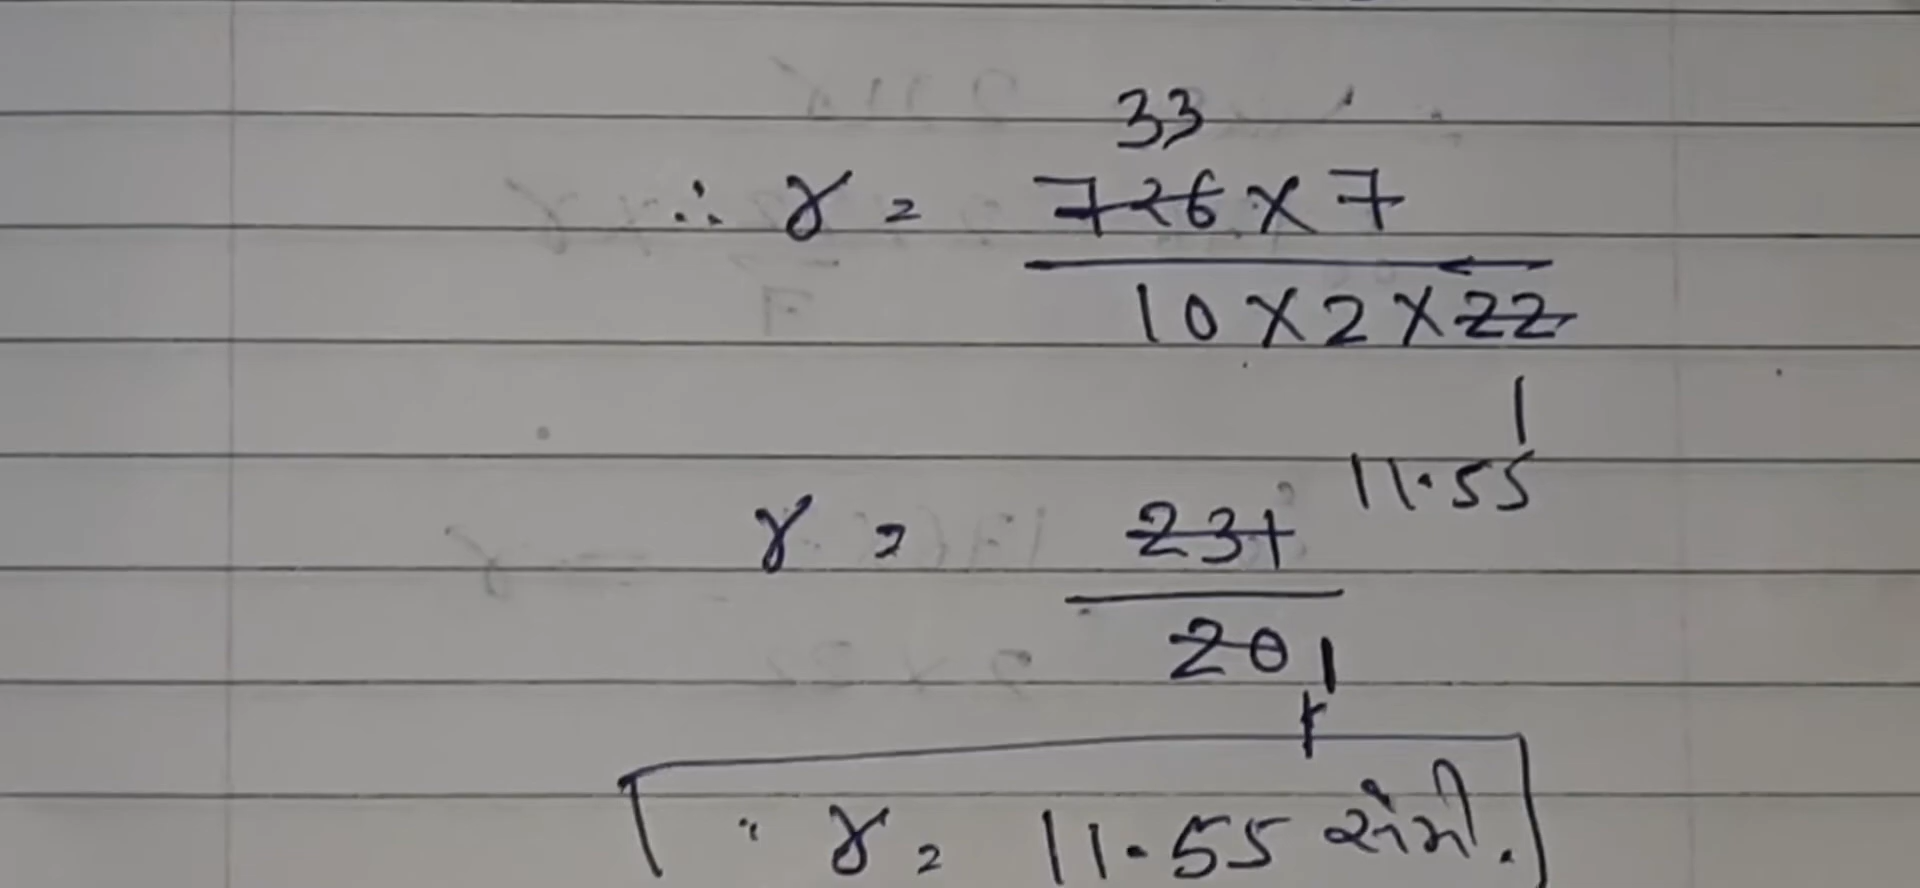 33
∴ r = 726 × 7
10 × 2 × 22
1
11.55
r = 231
20 1
∴ r = 11.55 સેમી.